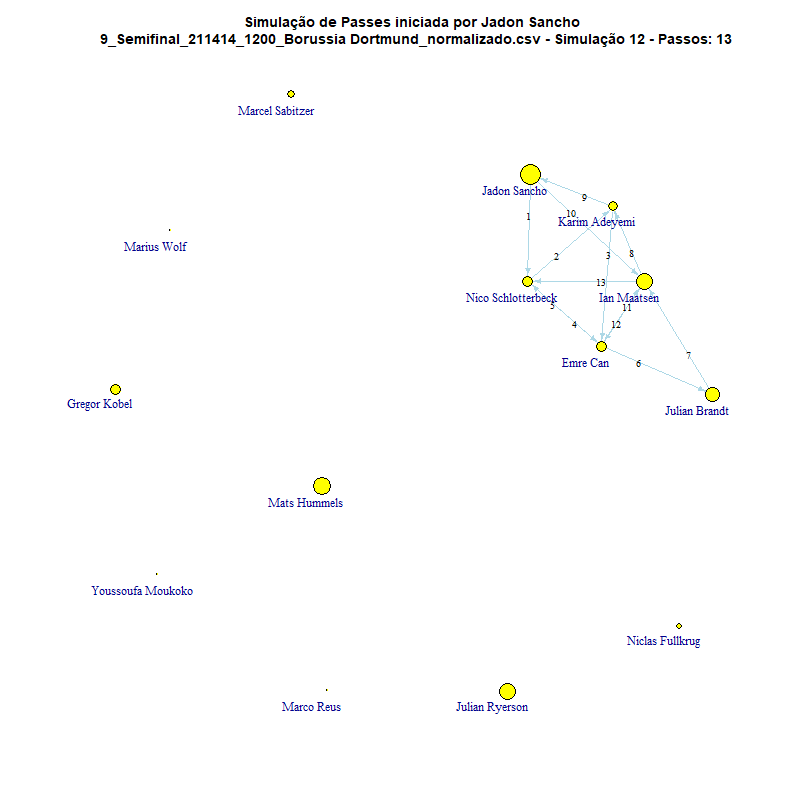 Simulação de Passes iniciada por Jadon Sancho
9_Semifinal_211414_1200_Borussia Dortmund_normalizado.csv - Simulação 12 - Passos: 13
Marcel Sabitzer
Jadon Sancho
9
10
1
Karim Adeyemi
Marius Wolf
2
3
8
13
Nico Schlotterbeck
Ian Maatsen
5
11
4
12
7
Emre Can
6
Gregor Kobel
Julian Brandt
Mats Hummels
Youssoufa Moukoko
Niclas Fullkrug
Marco Reus
Julian Ryerson